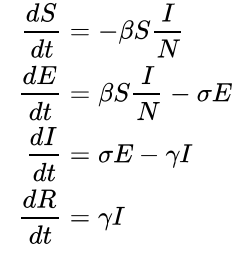 dS/dt = −βS I/N
dE/dt = βS I/N − σE
dI/dt = σE − γI
dR/dt = γI